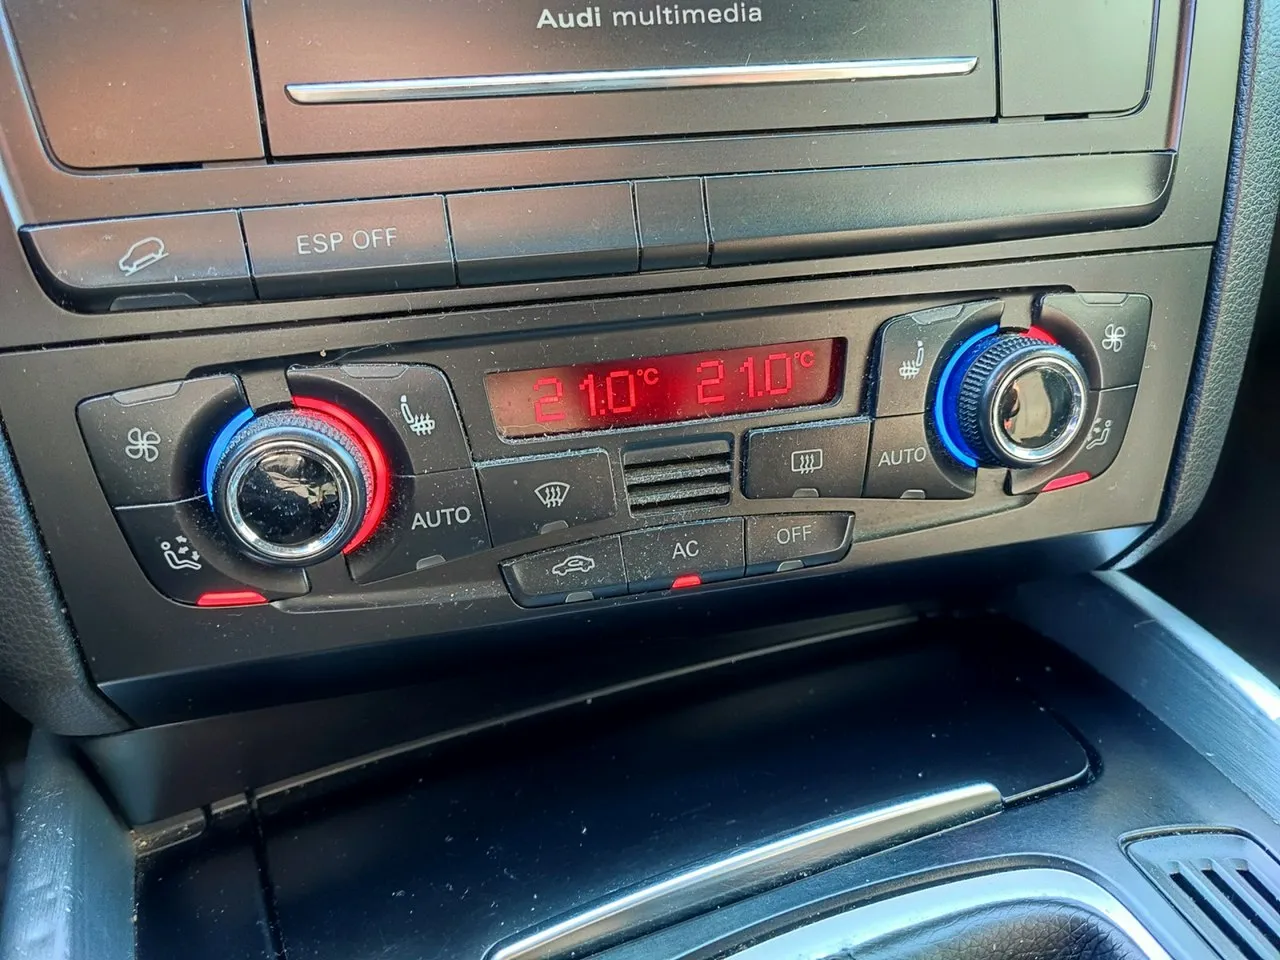 Audi multimedia
ESP OFF
21.0°C 21.0°C
AUTO
AUTO
AC
OFF